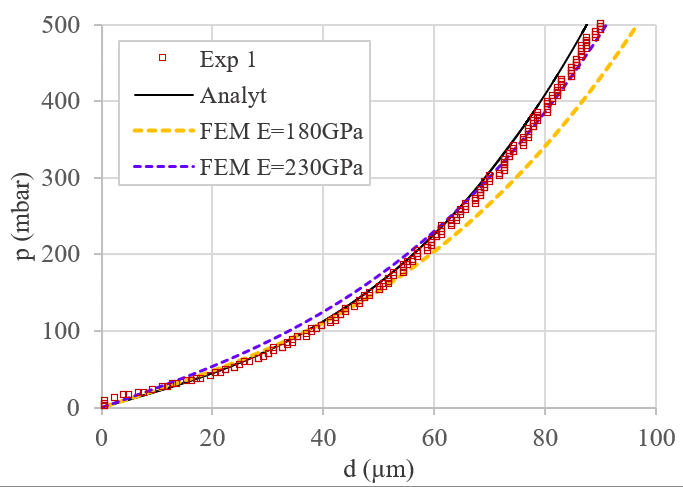 500
400
300
200
100
0
p (mbar)
Exp 1
Analyt
FEM E=180GPa
FEM E=230GPa
0 20 40 60 80 100
d (μm)